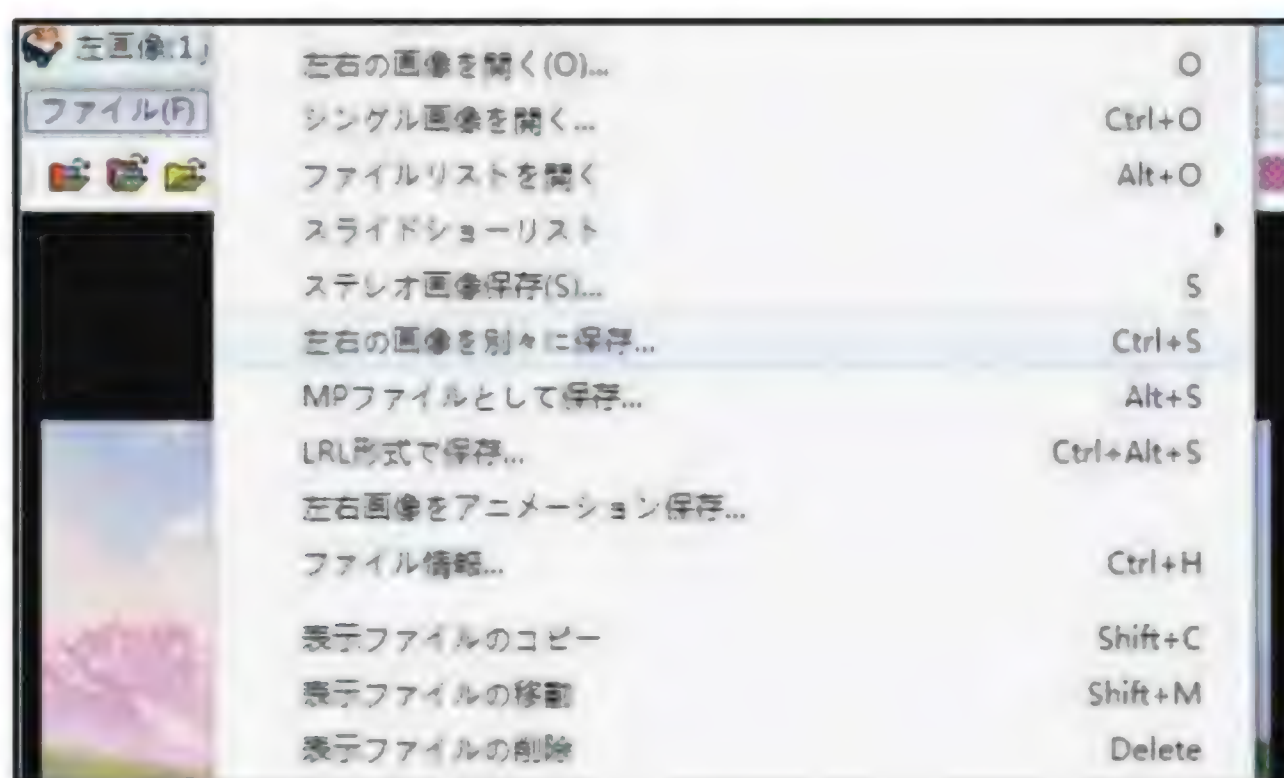 左画像:1)
ファイル(F)
左右の画像を開く(O)... O
シングル画像を開く... Ctrl+O
ファイルリストを開く Alt+O
スライドショーリスト
ステレオ画像保存(S)... S
左右の画像を別々に保存... Ctrl+S
MPファイルとして保存... Alt+S
LRL形式で保存... Ctrl+Alt+S
左右画像をアニメーション保存...
ファイル情報... Ctrl+H
表示ファイルのコピー Shift+C
表示ファイルの移動 Shift+M
表示ファイルの削除 Delete